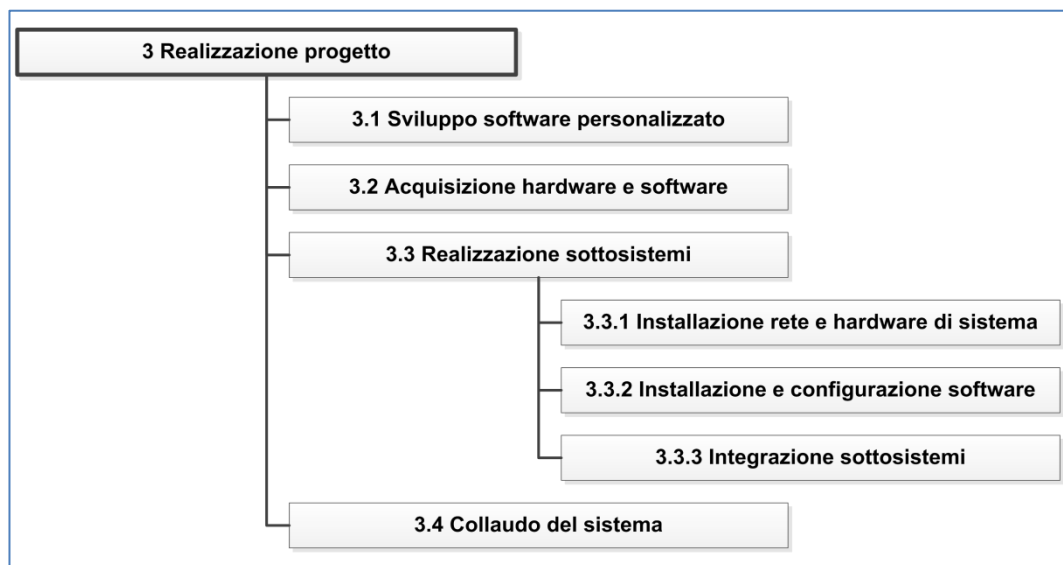 3 Realizzazione progetto
3.1 Sviluppo software personalizzato
3.2 Acquisizione hardware e software
3.3 Realizzazione sottosistemi
3.3.1 Installazione rete e hardware di sistema
3.3.2 Installazione e configurazione software
3.3.3 Integrazione sottosistemi
3.4 Collaudo del sistema